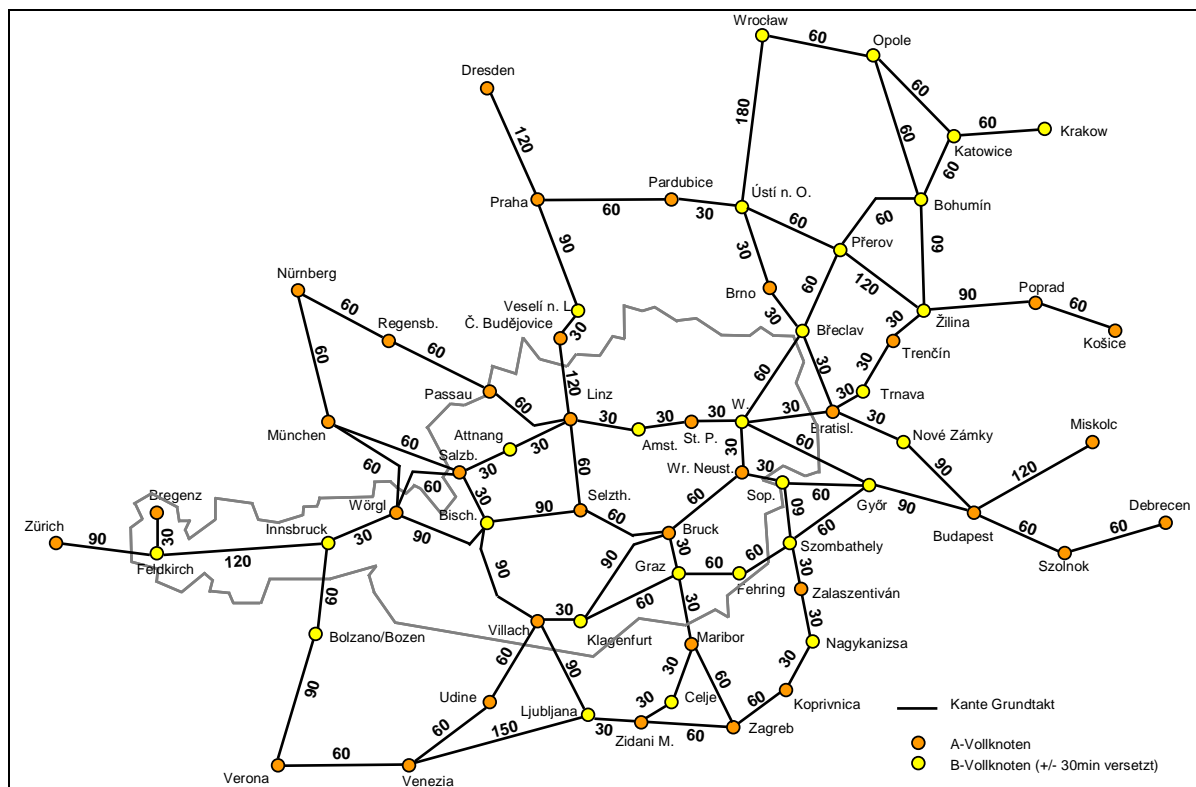 Wrocław
60
Opole
Dresden
60
180
120
60
60
Krakow
Katowice
60
Pardubice
Ústí n. O.
Praha
60
30
60
60
Bohumín
Přerov
90
30
60
60
120
Nürnberg
Brno
90
Poprad
60
Veselí n. L.
30
60
Regensb.
Č. Budějovice
30
Břeclav
30
Žilina
Košice
60
60
Trenčín
30
60
120
30
Passau
60
Linz
W.
30
Trnava
Attnang
30
30
30
30
Bratisl.
30
Miskolc
München
60
30
Amst.
St. P.
30
60
Nové Zámky
Salzb.
30
60
Wr. Neust.
30
90
120
60
30
60
Sop.
60
Győr
Bregenz
Wörgl
Bisch.
90
Selzth.
60
90
Debrecen
Zürich
30
Innsbruck
30
90
60
Bruck
60
Budapest
60
60
90
120
30
Szombathely
Szolnok
Feldkirch
90
90
Graz
60
60
Fehring
30
60
60
30
Zalaszentiván
Bolzano/Bozen
Villach
30
Klagenfurt
Maribor
30
Nagykanizsa
60
90
30
60
30
90
Udine
30
Celje
60
Koprivnica
Kante Grundtakt
Ljubljana
60
150
30
Zidani M.
60
Zagreb
A-Vollknoten
60
B-Vollknoten (+/- 30min versetzt)
Verona
Venezia